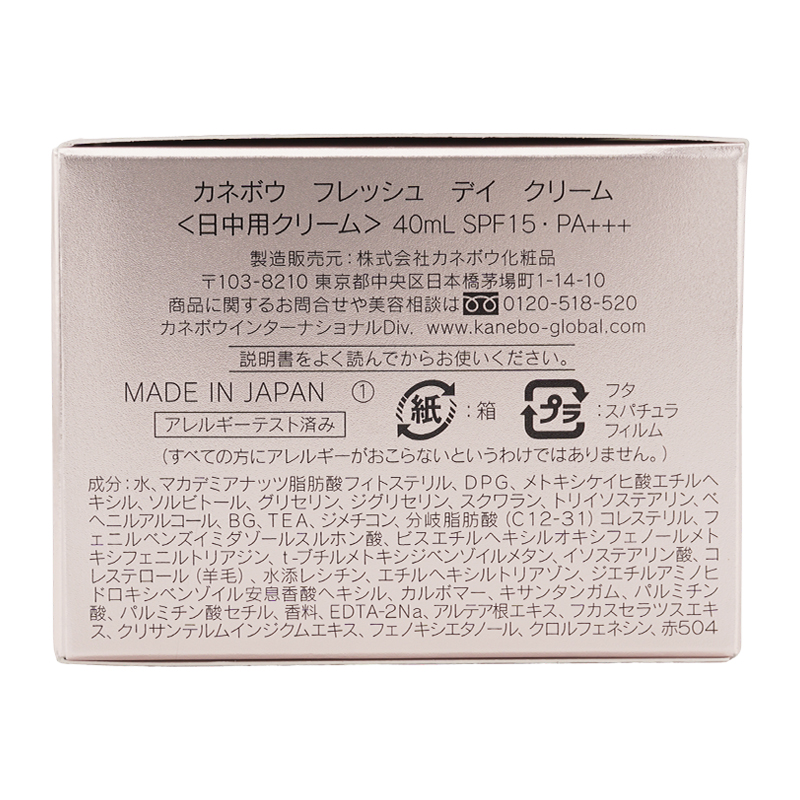 カネボウ　フレッシュ　デイ　クリーム
＜日中用クリーム＞ 40mL SPF15・PA+++
製造販売元：株式会社カネボウ化粧品
〒103-8210 東京都中央区日本橋茅場町1-14-10
商品に関するお問合せや美容相談は 0120-518-520
カネボウインターナショナルDiv. www.kanebo-global.com
説明書をよく読んでからお使いください。
MADE IN JAPAN ①
アレルギーテスト済み
紙：箱
プラ：フタ
スパチュラ
フィルム
（すべての方にアレルギーがおこらないというわけではありません。）
成分：水、マカデミアナッツ脂肪酸フィトステリル、DPG、メトキシケイヒ酸エチルヘ
キシル、ソルビトール、グリセリン、ジグリセリン、スクワラン、トリイソステアリン、ベ
ヘニルアルコール、BG、TEA、ジメチコン、分岐脂肪酸（C12-31）コレステリル、フ
ェニルベンズイミダゾールスルホン酸、ビスエチルヘキシルオキシフェノールメト
キシフェニルトリアジン、t-ブチルメトキシジベンゾイルメタン、イソステアリン酸、コ
レステロール（羊毛）、水添レシチン、エチルヘキシルトリアゾン、ジエチルアミノヒ
ドロキシベンゾイル安息香酸ヘキシル、カルボマー、キサンタンガム、パルミチン
酸、パルミチン酸セチル、香料、EDTA-2Na、アルテア根エキス、フカスセラツスエキ
ス、クリサンテルムインジクムエキス、フェノキシエタノール、クロルフェネシン、赤504